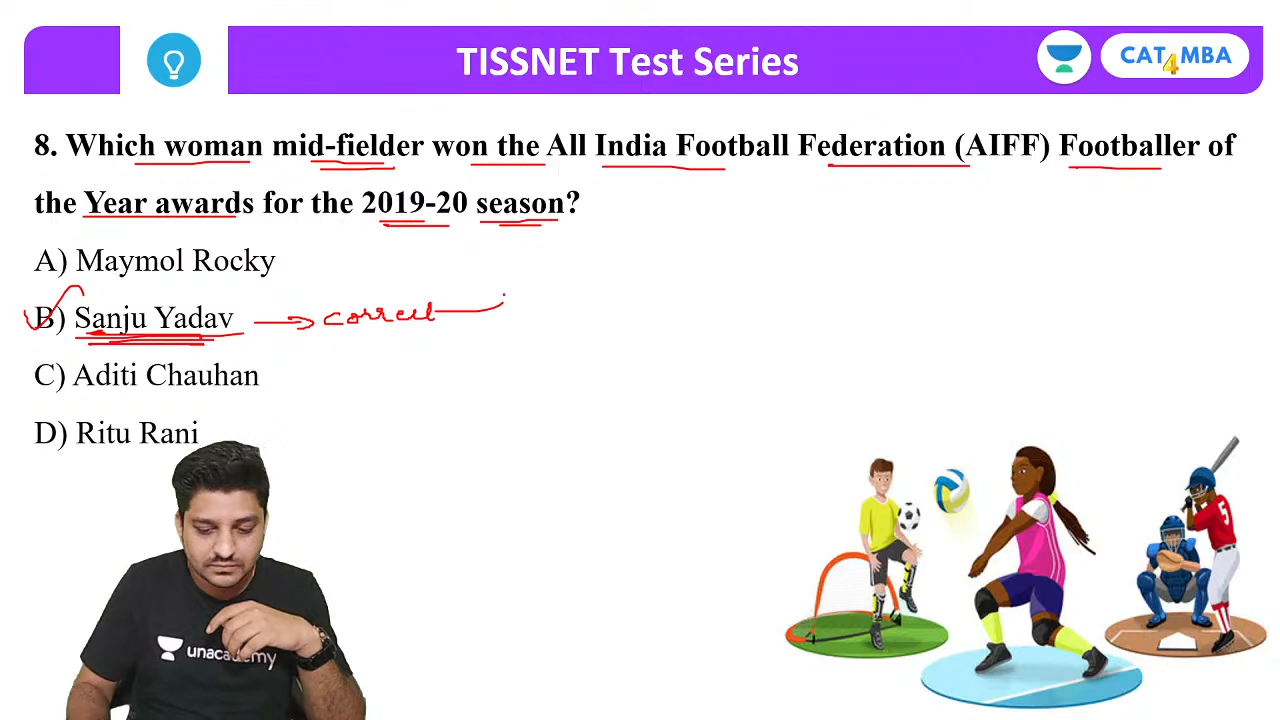 TISSNET Test Series
CAT4MBA
8. Which woman mid-fielder won the All India Football Federation (AIFF) Footballer of
the Year awards for the 2019-20 season?
A) Maymol Rocky
B) Sanju Yadav → correct
C) Aditi Chauhan
D) Ritu Rani
5
unacademy